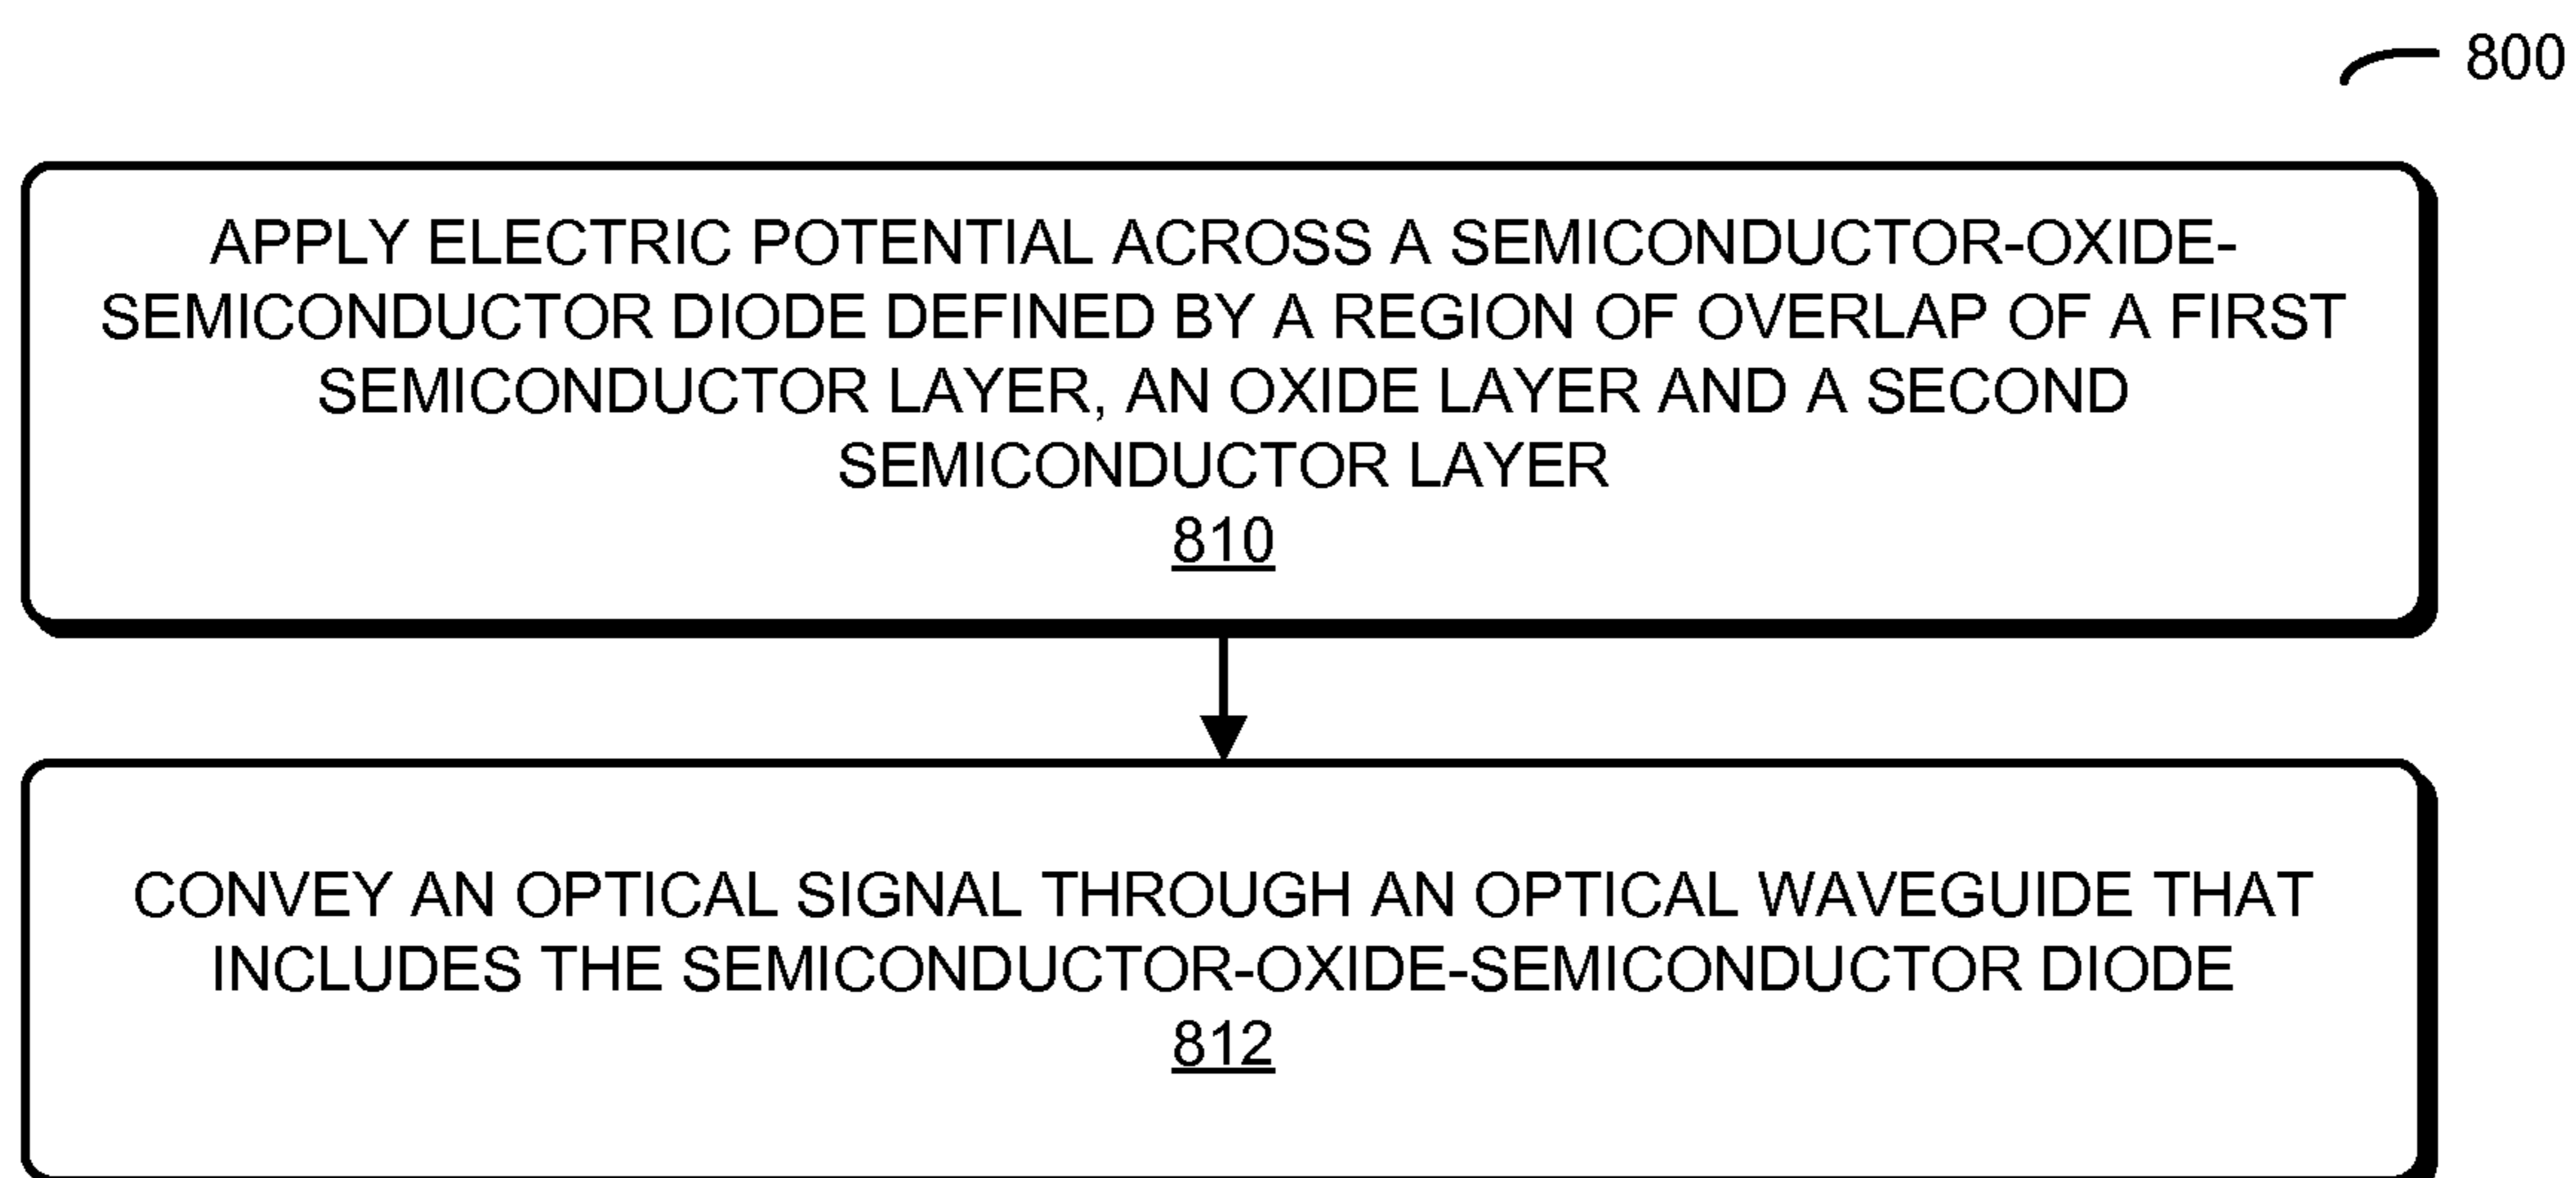 800
APPLY ELECTRIC POTENTIAL ACROSS A SEMICONDUCTOR-OXIDE-
SEMICONDUCTOR DIODE DEFINED BY A REGION OF OVERLAP OF A FIRST
SEMICONDUCTOR LAYER, AN OXIDE LAYER AND A SECOND
SEMICONDUCTOR LAYER
810
CONVEY AN OPTICAL SIGNAL THROUGH AN OPTICAL WAVEGUIDE THAT
INCLUDES THE SEMICONDUCTOR-OXIDE-SEMICONDUCTOR DIODE
812